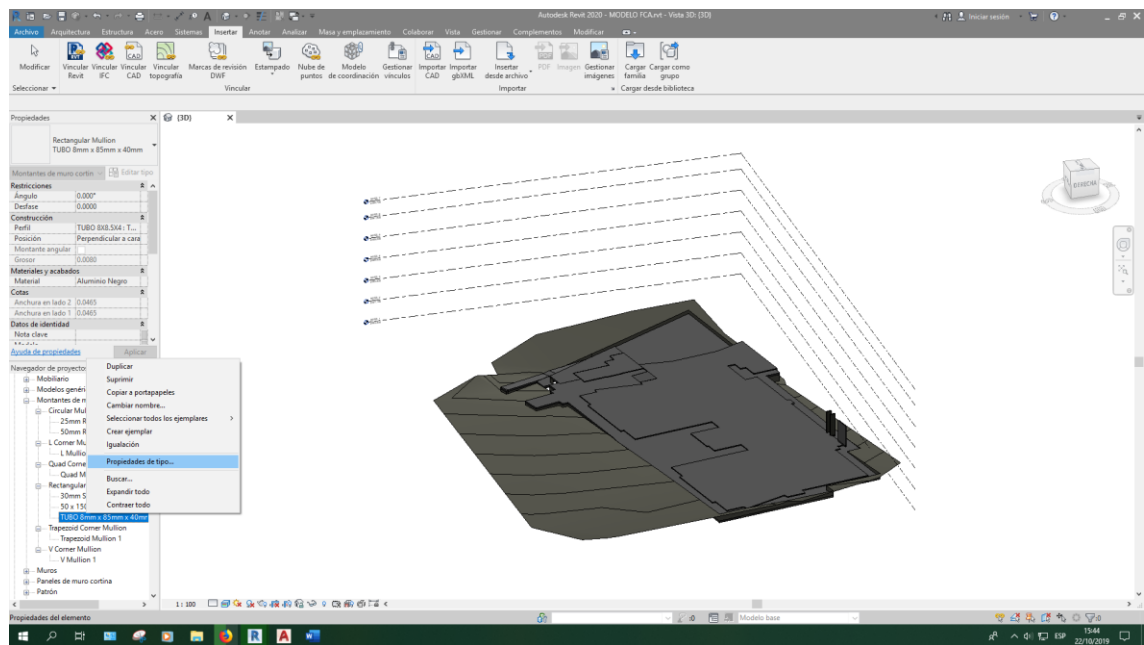 Autodesk Revit 2020 - MODELO FCA.rvt - Vista 3D: {3D}
Iniciar sesión
Archivo Arquitectura Estructura Acero Sistemas Insertar Anotar Analizar Masa y emplazamiento Colaborar Vista Gestionar Complementos Modificar
Modificar
Vincular Revit
Vincular IFC
Vincular CAD
Vincular topografía
Marcas de revisión DWF
Estampado
Nube de puntos
Modelo de coordinación
Gestionar vínculos
Importar CAD
Importar gbXML
Insertar desde archivo
PDF
Imagen
Gestionar imágenes
Cargar familia
Cargar como grupo
Seleccionar
Vincular
Importar
Cargar desde biblioteca
Propiedades
{3D}
Rectangular Mullion
TUBO 8mm x 85mm x 40mm
Montantes de muro cortin
Editar tipo
Restricciones
Ángulo 0.000°
Desfase 0.0000
Construcción
Perfil TUBO 8X8.5X4 : T...
Posición Perpendicular a cara
Montante angular
Grosor 0.0080
Materiales y acabados
Material Aluminio Negro
Cotas
Anchura en lado 2 0.0465
Anchura en lado 1 0.0465
Datos de identidad
Nota clave
Ayuda de propiedades
Aplicar
Navegador de proyecto
Mobiliario
Modelos genéri
Montantes de m
Circular Mul
25mm R
50mm R
L Corner Mu
L Mullio
Quad Corne
Quad M
Rectangular
30mm S
50 x 150
TUBO 8mm x 85mm x 40mm
Trapezoid Corner Mullion
Trapezoid Mullion 1
V Corner Mullion
V Mullion 1
Muros
Paneles de muro cortina
Patrón
Duplicar
Suprimir
Copiar a portapapeles
Cambiar nombre...
Seleccionar todos los ejemplares
Crear ejemplar
Igualación
Propiedades de tipo...
Buscar...
Expandir todo
Contraer todo
DERECHA
1 : 100
Propiedades del elemento
:0
Modelo base
:0
ESP
15:44
22/10/2019